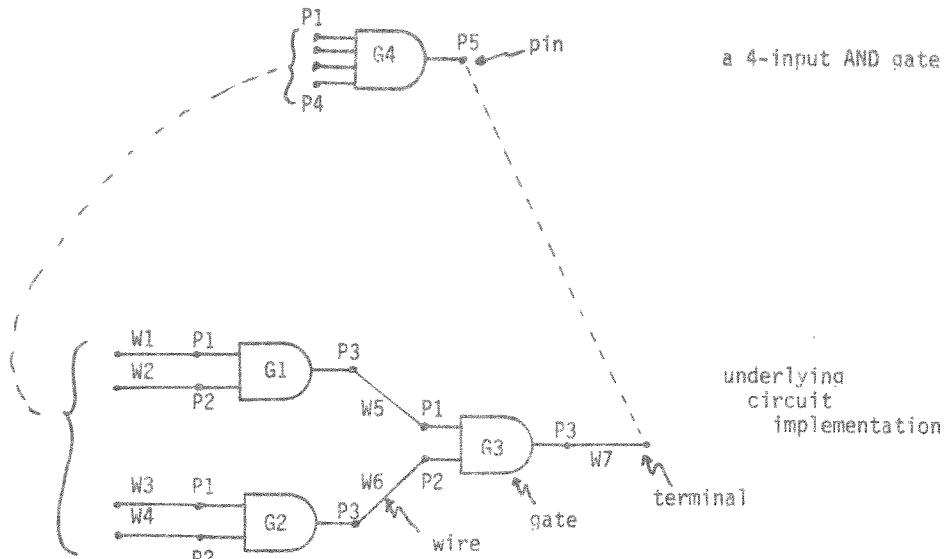 P1
G4
P5
pin
a 4-input AND gate
P4
W1 P1
G1
P3
W2
P2
W5
P1
underlying
circuit
implementation
G3
P3
W7
W3 P1
W6
P2
terminal
W4
G2
P3
gate
P2
wire